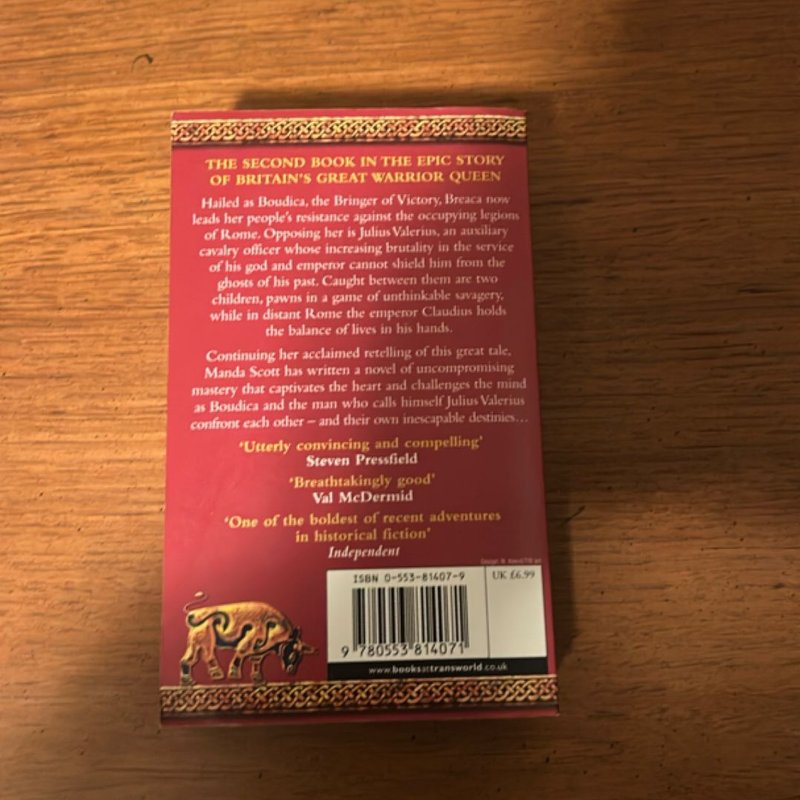 THE SECOND BOOK IN THE EPIC STORY
OF BRITAIN'S GREAT WARRIOR QUEEN
Hailed as Boudica, the Bringer of Victory, Breaca now
leads her people's resistance against the occupying legions
of Rome. Opposing her is Julius Valerius, an auxiliary
cavalry officer whose increasing brutality in the service
of his god and emperor cannot shield him from the
ghosts of his past. Caught between them are two
children, pawns in a game of unthinkable savagery,
while in distant Rome the emperor Claudius holds
the balance of lives in his hands.
Continuing her acclaimed retelling of this great tale,
Manda Scott has written a novel of uncompromising
mastery that captivates the heart and challenges the mind
as Boudica and the man who calls himself Julius Valerius
confront each other – and their own inescapable destinies...
'Utterly convincing and compelling'
Steven Pressfield
'Breathtakingly good'
Val McDermid
'One of the boldest of recent adventures
in historical fiction'
Independent
ISBN 0-553-81407-9
UK £6.99
9 780553 814071
www.booksattransworld.co.uk